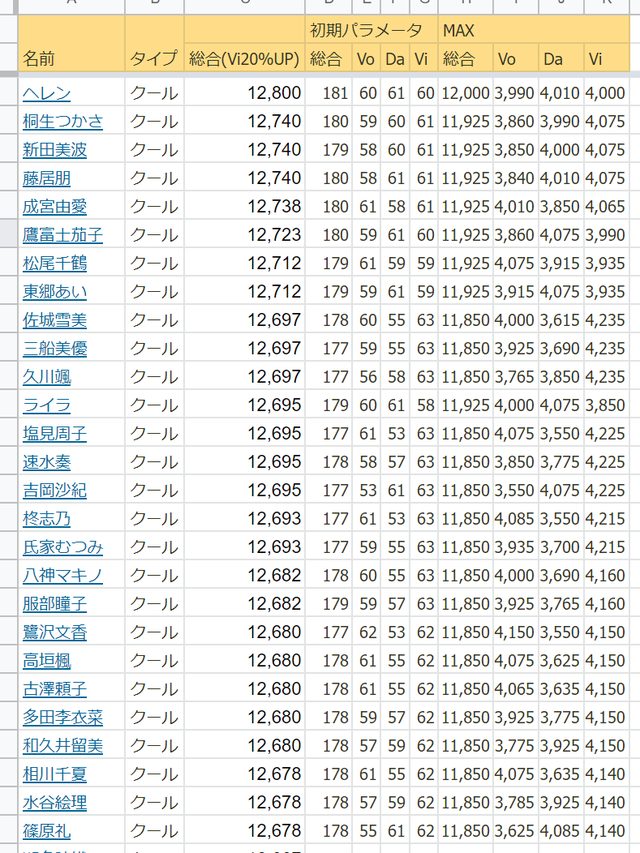 初期パラメータ MAX
名前 タイプ 総合(Vi20%UP) 総合 Vo Da Vi 総合 Vo Da Vi
ヘレン クール 12,800 181 60 61 60 12,000 3,990 4,010 4,000
桐生つかさ クール 12,740 180 59 60 61 11,925 3,860 3,990 4,075
新田美波 クール 12,740 179 58 60 61 11,925 3,850 4,000 4,075
藤居朋 クール 12,740 180 58 61 61 11,925 3,840 4,010 4,075
成宮由愛 クール 12,738 180 61 58 61 11,925 4,010 3,850 4,065
鷹富士茄子 クール 12,723 180 59 61 60 11,925 3,860 4,075 3,990
松尾千鶴 クール 12,712 179 61 59 59 11,925 4,075 3,915 3,935
東郷あい クール 12,712 179 59 61 59 11,925 3,915 4,075 3,935
佐城雪美 クール 12,697 178 60 55 63 11,850 4,000 3,615 4,235
三船美優 クール 12,697 177 59 55 63 11,850 3,925 3,690 4,235
久川颯 クール 12,697 177 56 58 63 11,850 3,765 3,850 4,235
ライラ クール 12,695 179 60 61 58 11,925 4,000 4,075 3,850
塩見周子 クール 12,695 177 61 53 63 11,850 4,075 3,550 4,225
速水奏 クール 12,695 178 58 57 63 11,850 3,850 3,775 4,225
吉岡沙紀 クール 12,695 177 53 61 63 11,850 3,550 4,075 4,225
柊志乃 クール 12,693 177 61 53 63 11,850 4,085 3,550 4,215
氏家むつみ クール 12,693 177 59 55 63 11,850 3,935 3,700 4,215
八神マキノ クール 12,682 178 60 55 63 11,850 4,000 3,690 4,160
服部瞳子 クール 12,682 179 59 57 63 11,850 3,925 3,765 4,160
鷺沢文香 クール 12,680 177 62 53 62 11,850 4,150 3,550 4,150
高垣楓 クール 12,680 178 61 55 62 11,850 4,075 3,625 4,150
古澤頼子 クール 12,680 178 61 55 62 11,850 4,065 3,635 4,150
多田李衣菜 クール 12,680 178 59 57 62 11,850 3,925 3,775 4,150
和久井留美 クール 12,680 178 57 59 62 11,850 3,775 3,925 4,150
相川千夏 クール 12,678 178 61 55 62 11,850 4,075 3,635 4,140
水谷絵理 クール 12,678 178 57 59 62 11,850 3,785 3,925 4,140
篠原礼 クール 12,678 178 55 61 62 11,850 3,625 4,085 4,140